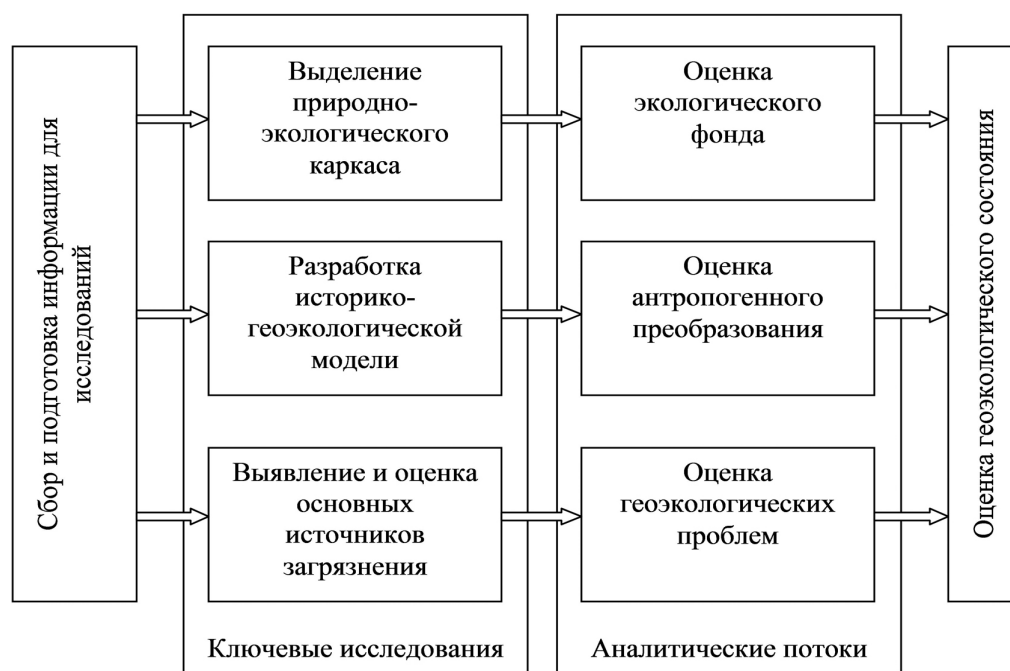 Сбор и подготовка информации для
исследований
Выделение
природно-
экологического
каркаса
Оценка
экологического
фонда
Разработка
историко-
геоэкологической
модели
Оценка
антропогенного
преобразования
Выявление и оценка
основных
источников
загрязнения
Оценка
геоэкологических
проблем
Ключевые исследования
Аналитические потоки
Оценка геоэкологического состояния